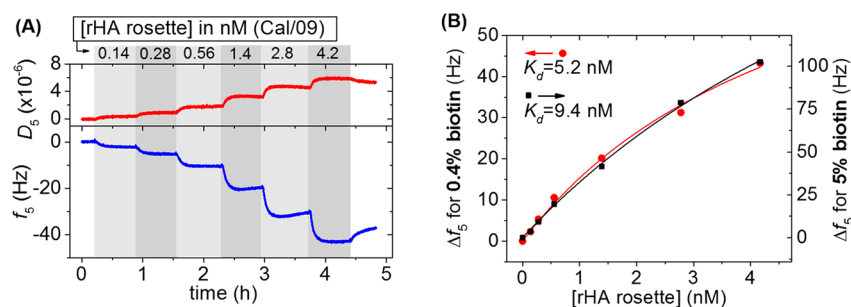 (A)
[rHA rosette] in nM (Cal/09)
0.14 0.28 0.56 1.4 2.8 4.2
D5 (x10-6)
8
4
0
f5 (Hz)
0
-20
-40
0 1 2 3 4 5
time (h)
(B)
Δf5 for 0.4% biotin (Hz)
50
40
30
20
10
0
Kd=5.2 nM
Kd=9.4 nM
0 1 2 3 4
[rHA rosette] (nM)
100
75
50
25
0
Δf5 for 5% biotin (Hz)